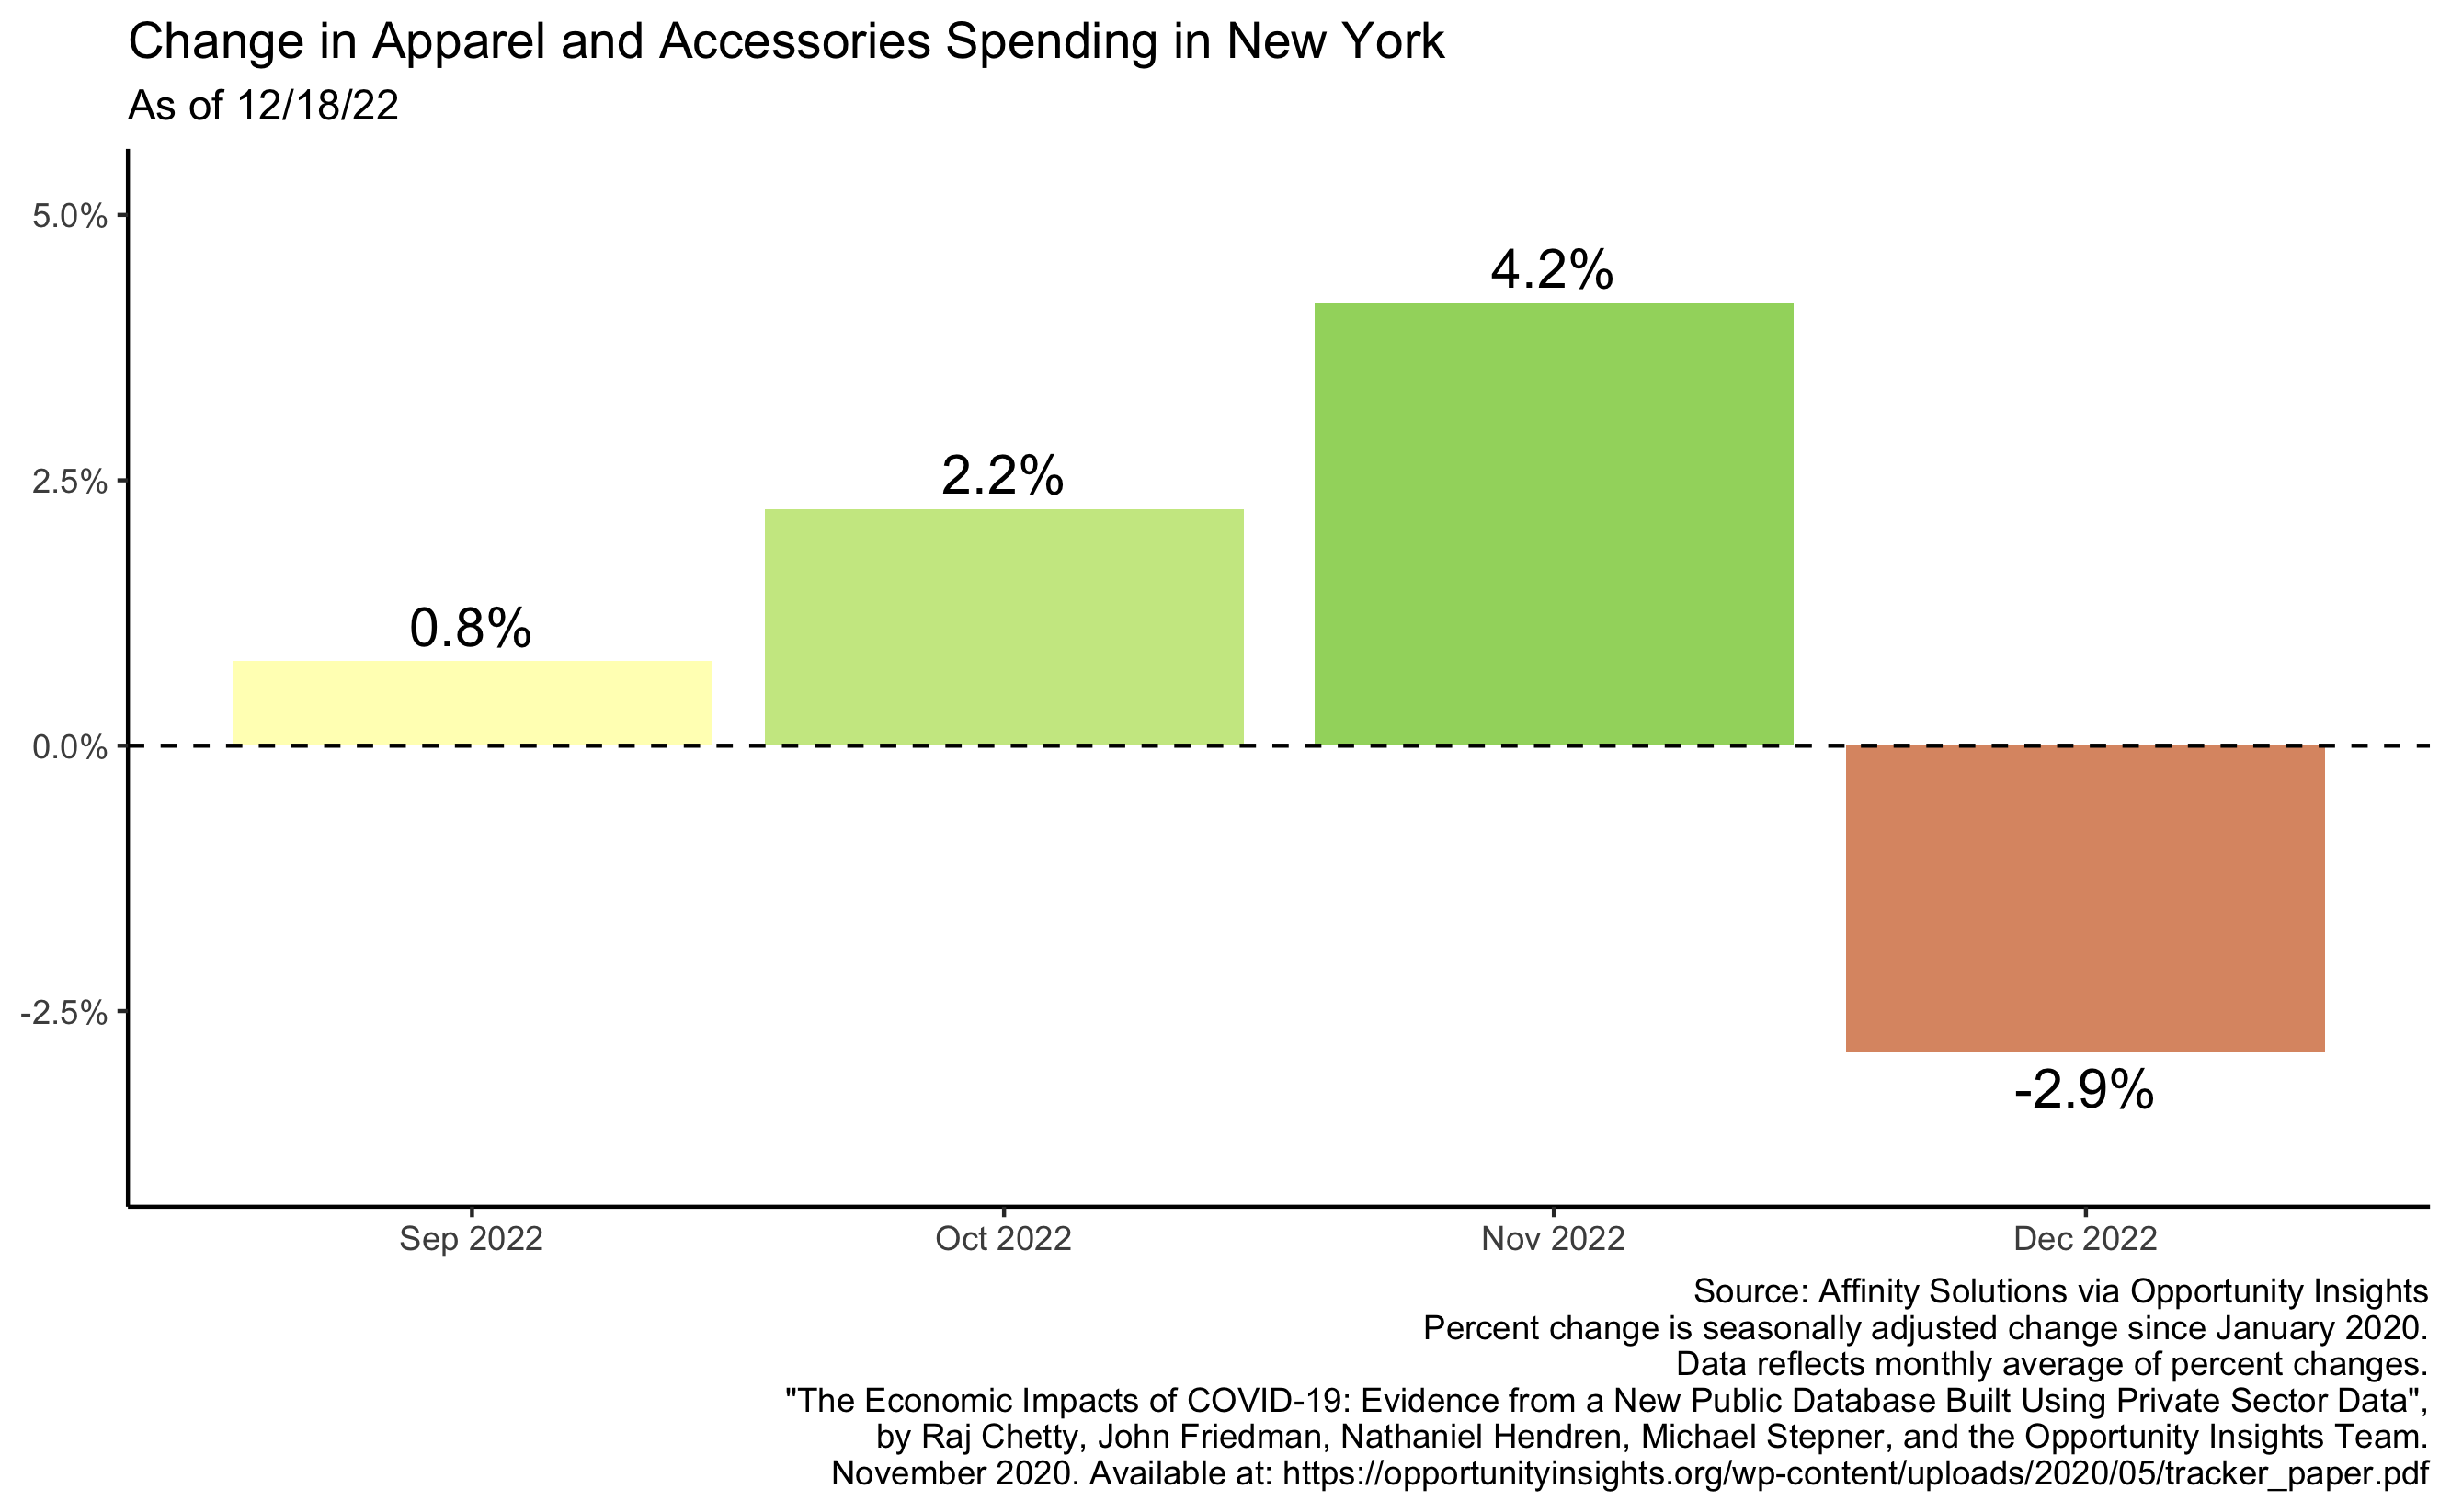 Change in Apparel and Accessories Spending in New York
As of 12/18/22
5.0%
2.5%
0.0%
-2.5%
0.8%
2.2%
4.2%
-2.9%
Sep 2022
Oct 2022
Nov 2022
Dec 2022
Source: Affinity Solutions via Opportunity Insights
Percent change is seasonally adjusted change since January 2020.
Data reflects monthly average of percent changes.
"The Economic Impacts of COVID-19: Evidence from a New Public Database Built Using Private Sector Data",
by Raj Chetty, John Friedman, Nathaniel Hendren, Michael Stepner, and the Opportunity Insights Team.
November 2020. Available at: https://opportunityinsights.org/wp-content/uploads/2020/05/tracker_paper.pdf